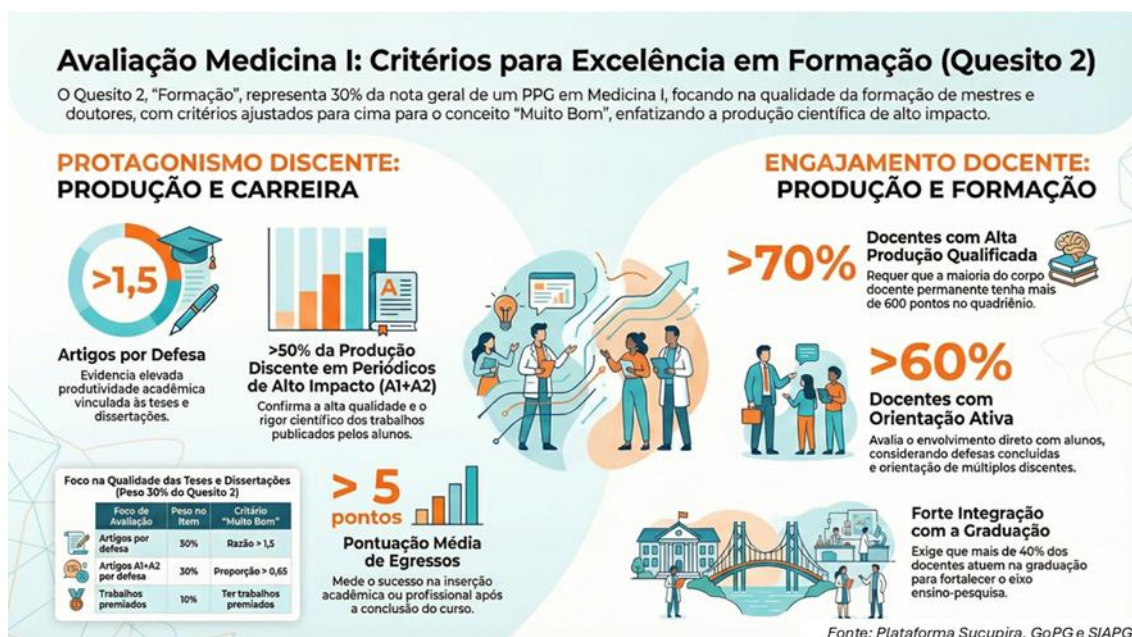 Avaliação Medicina I: Critérios para Excelência em Formação (Quesito 2)
O Quesito 2, “Formação”, representa 30% da nota geral de um PPG em Medicina I, focando na qualidade da formação de mestres e
doutores, com critérios ajustados para cima para o conceito “Muito Bom”, enfatizando a produção científica de alto impacto.
PROTAGONISMO DISCENTE:
PRODUÇÃO E CARREIRA
>1,5
Artigos por Defesa
Evidencia elevada
produtividade acadêmica
vinculada às teses e
dissertações.
A
>50% da Produção
Discente em Periódicos
de Alto Impacto (A1+A2)
Confirma a alta qualidade e o
rigor científico dos trabalhos
publicados pelos alunos.
Foco na Qualidade das Teses e Dissertações
(Peso 30% do Quesito 2)
Foco de
Avaliação
Peso no
Item
Critário
“Muito Bom”
Artigos por
defesa
50%
Razão > 1,5
Artigos A1+A2
por defesa
30%
Proporção > 0,65
Trabalhos
premiados
10%
Ter trabalhos
premiados
> 5
pontos
Pontuação Média
de Egressos
Mede o sucesso na inserção
acadêmica ou profissional após
a conclusão do curso.
ENGAJAMENTO DOCENTE:
PRODUÇÃO E FORMAÇÃO
>70%
Docentes com Alta
Produção Qualificada
Requer que a maioria do corpo
docente permanente tenha mais
de 600 pontos no quadriênio.
>60%
Docentes com
Orientação Ativa
Avalia o envolvimento direto com alunos,
considerando defesas concluídas
e orientação de múltiplos discentes.
Forte Integração
com a Graduação
Exige que mais de 40% dos
docentes atuem na graduação
para fortalecer o eixo
ensino-pesquisa.
Fonte: Plataforma Sucupira, GoPG e SIAPG